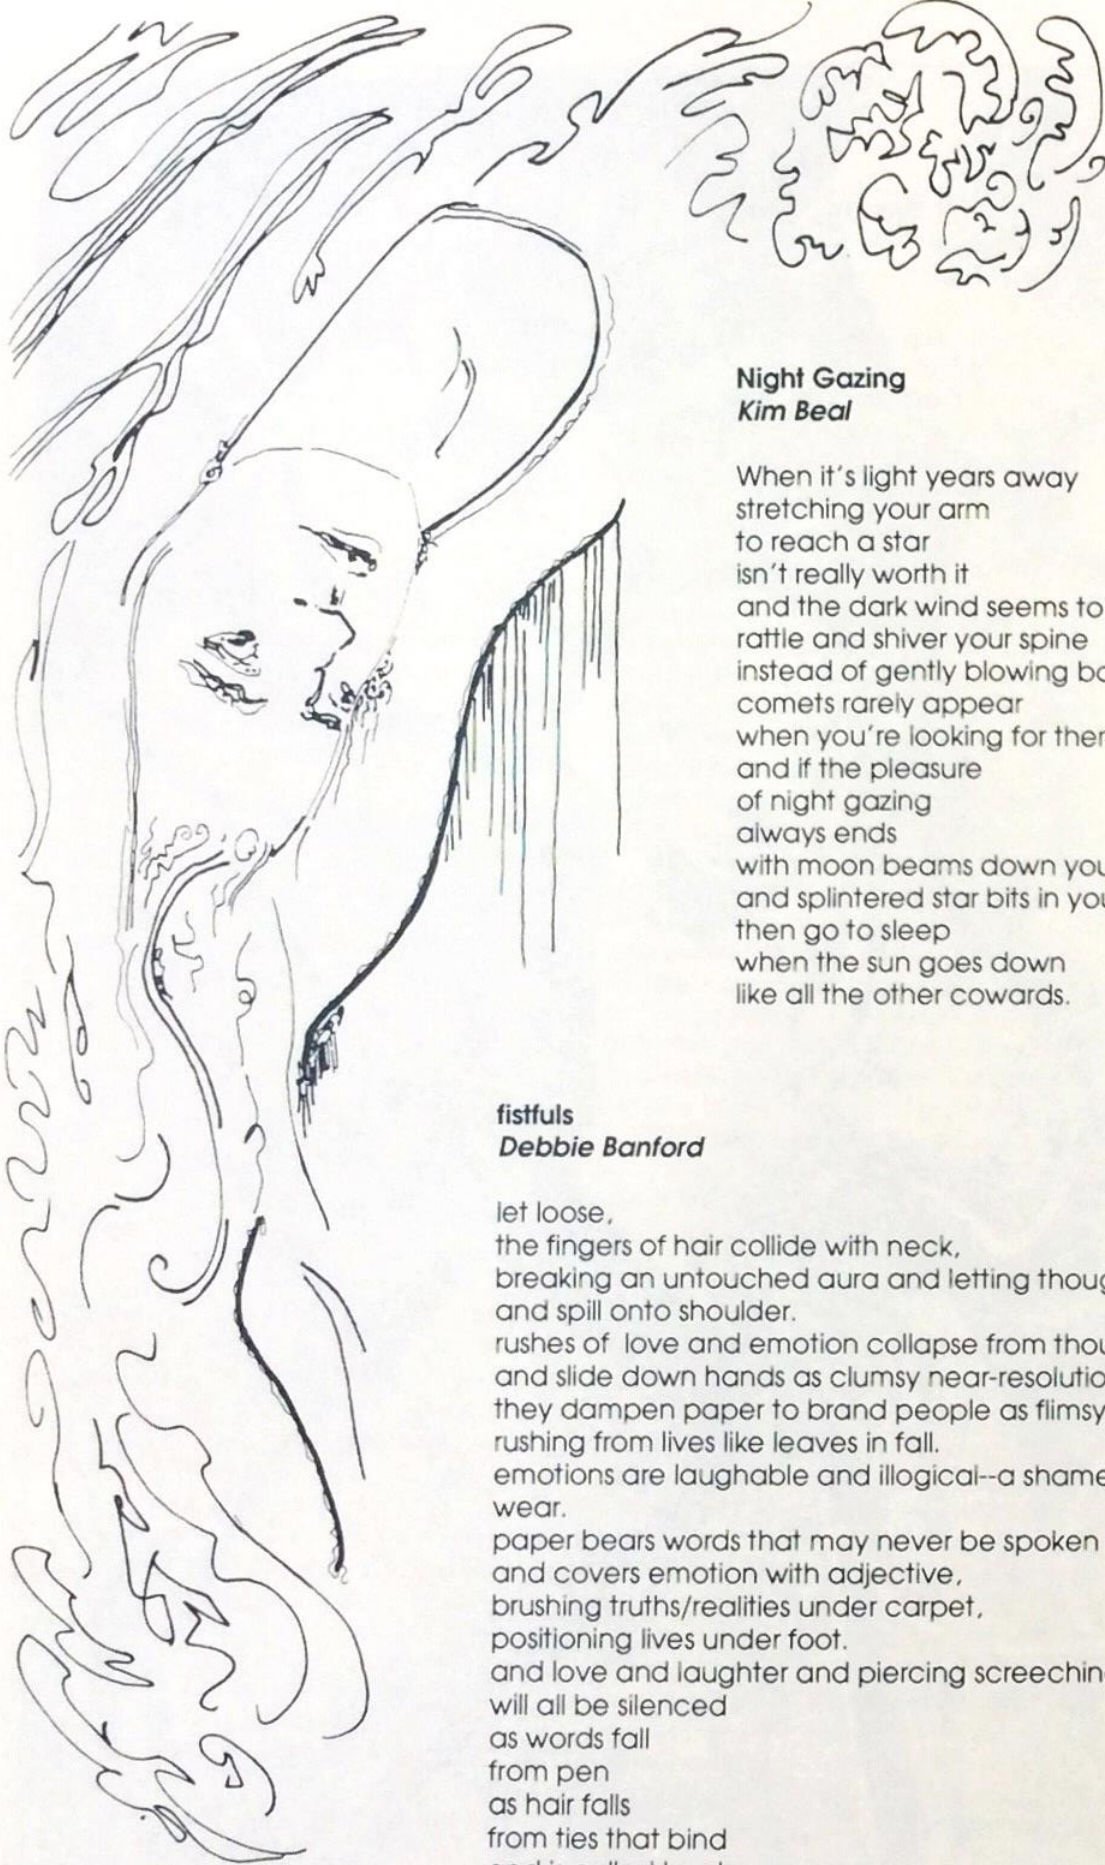 Night Gazing
Kim Beal
When it's light years away
stretching your arm
to reach a star
isn't really worth it
and the dark wind seems to
rattle and shiver your spine
instead of gently blowing
comets rarely appear
when you're looking for
and if the pleasure
of night gazing
always ends
with moon beams down
and splintered star bits in
then go to sleep
when the sun goes down
like all the other cowards.
fistfuls
Debbie Banford
let loose,
the fingers of hair collide with neck,
breaking an untouched aura and letting
and spill onto shoulder.
rushes of love and emotion collapse from
and slide down hands as clumsy
they dampen paper to brand people as flimsy
rushing from lives like leaves in fall.
emotions are laughable and illogical--a shame
wear.
paper bears words that may never be spoken
and covers emotion with adjective,
brushing truths/realities under carpet,
positioning lives under foot.
and love and laughter and piercing
will all be silenced
as words fall
from pen
as hair falls
from ties that bind